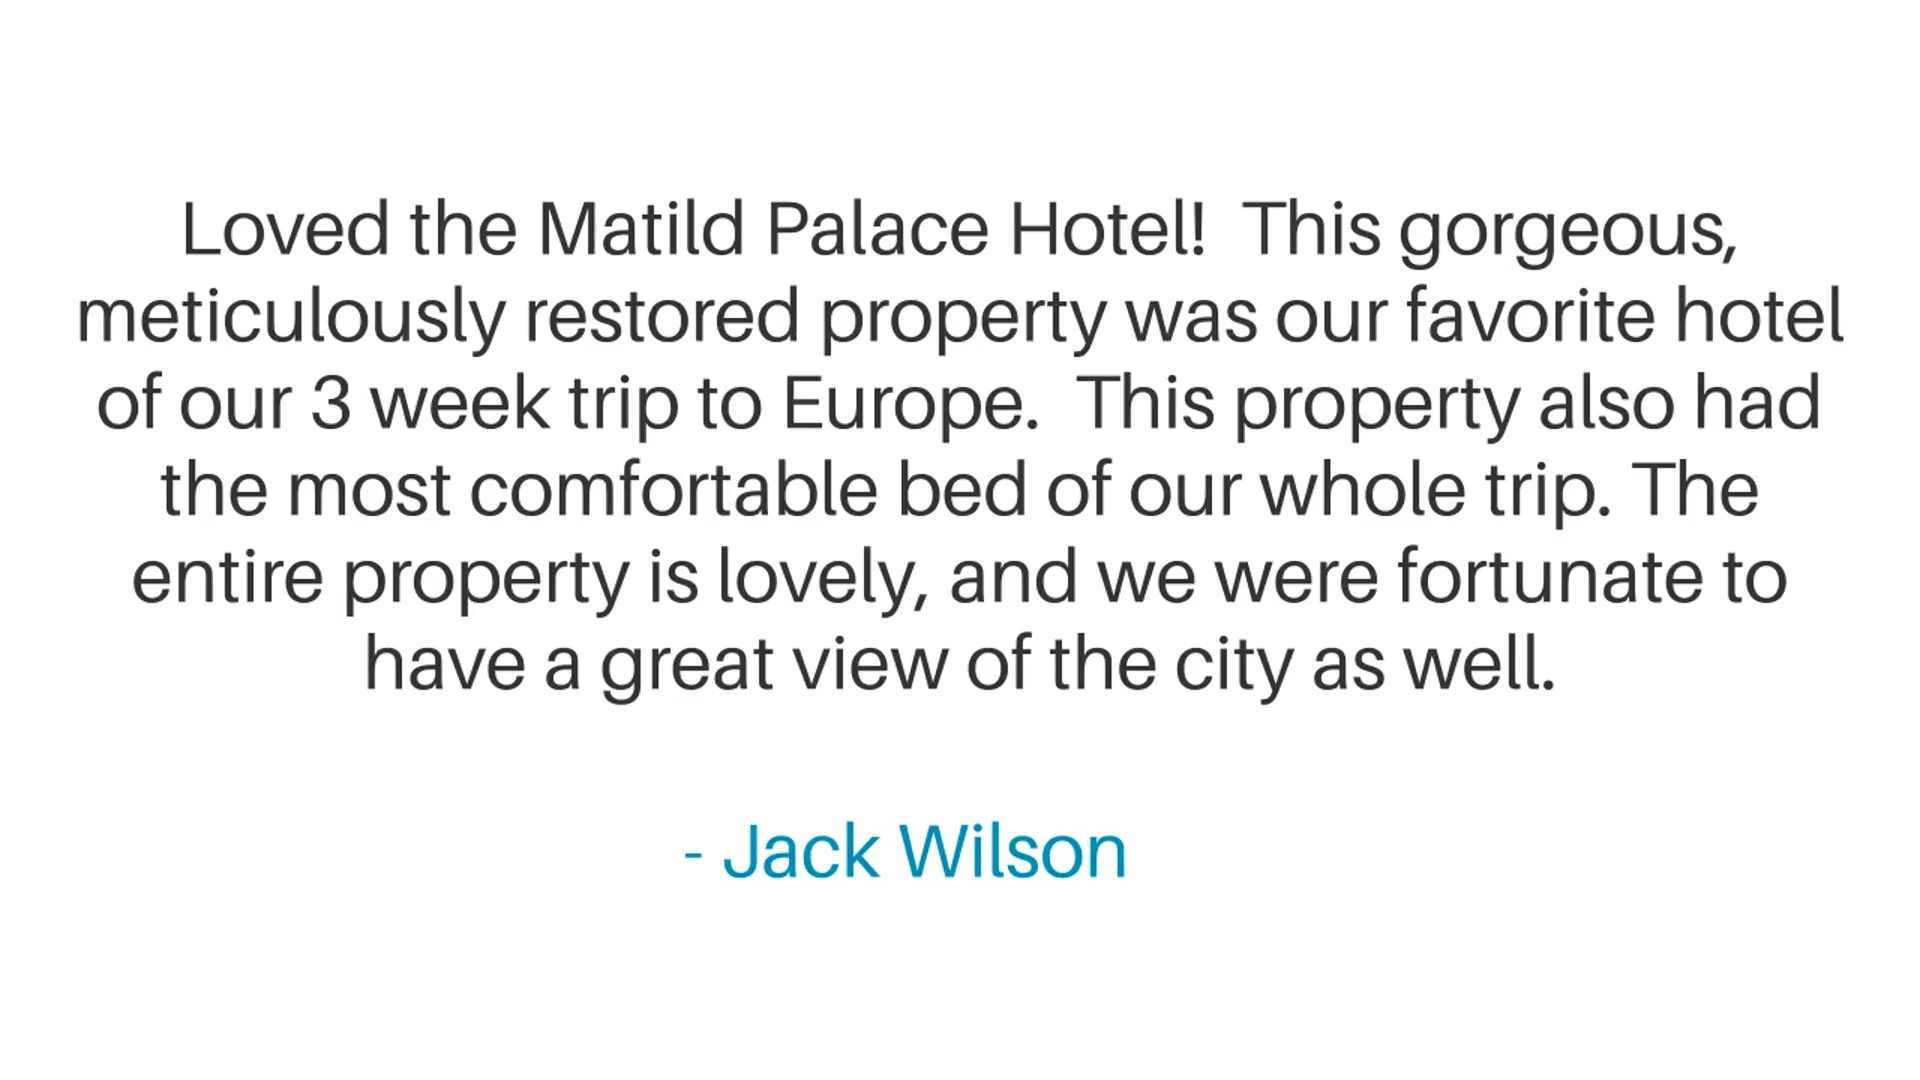 Loved the Matild Palace Hotel!  This gorgeous,
meticulously restored property was our favorite hotel
of our 3 week trip to Europe.  This property also had
the most comfortable bed of our whole trip. The
entire property is lovely, and we were fortunate to
have a great view of the city as well.
- Jack Wilson